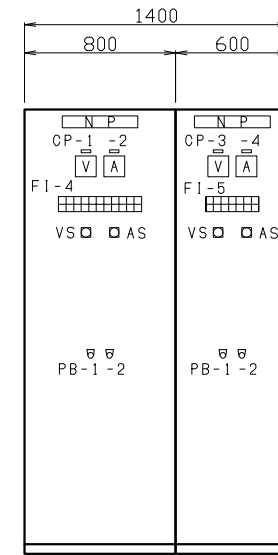 1400
800 600
N P N P
CP-1 -2 CP-3 -4
V A V A
FI-4 FI-5
VS AS VS AS
PB-1 -2 PB-1 -2